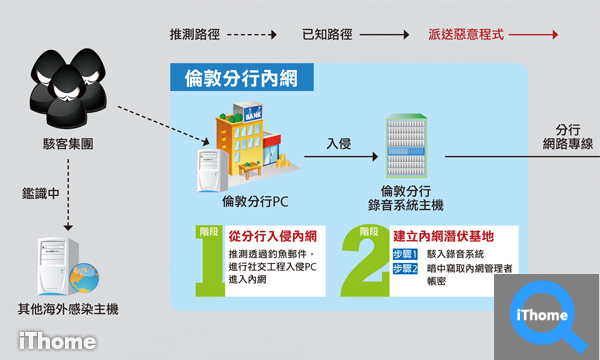 推測路徑
已知路徑
派送惡意程式
倫敦分行內網
駭客集團
BANK
入侵
分行
網路專線
倫敦分行PC
倫敦分行
錄音系統主機
鑑識中
其他海外感染主機
階段
1
從分行入侵內網
推測透過釣魚郵件，
進行社交工程入侵PC
進入內網
階段
2
建立內網潛伏基地
步驟1 駭入錄音系統
步驟2 暗中竊取內網管理者
帳密
iThome
iThome